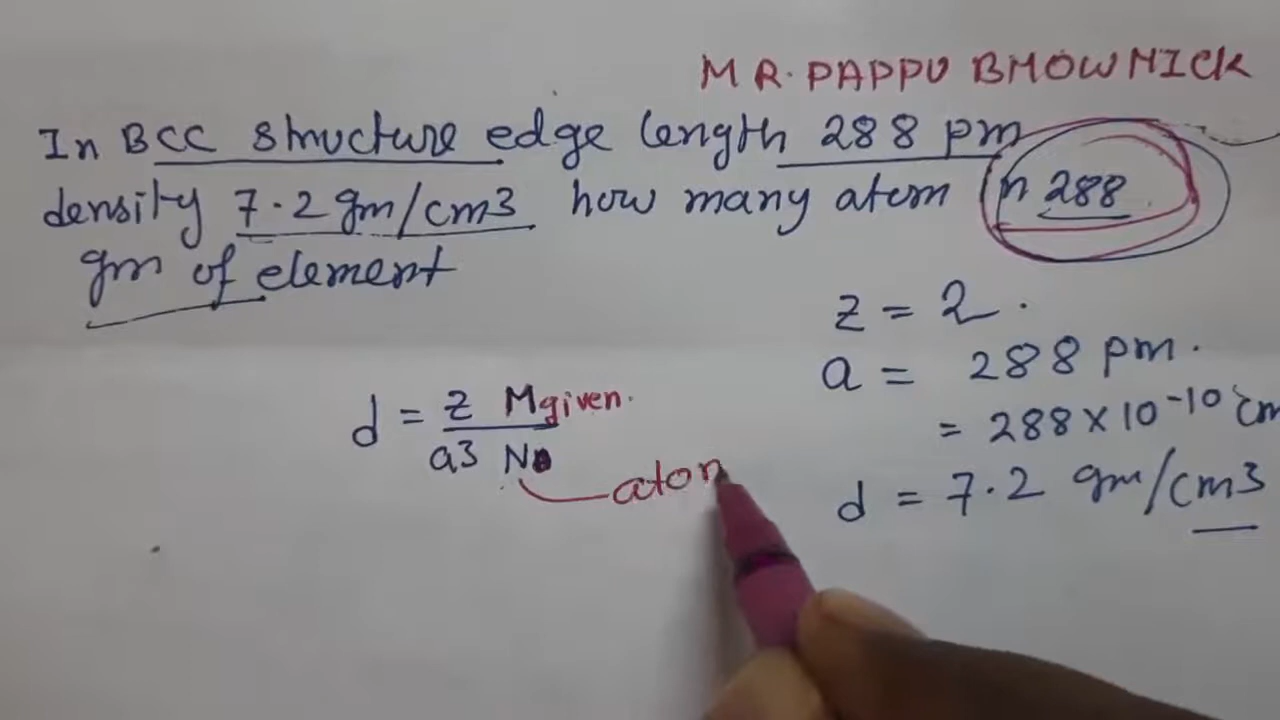 MR. PAPPU BHOWMICK
In BCC structure edge length 288 pm
density 7.2 gm/cm3 how many atom in 288
gm of element
z = 2.
a = 288 pm.
= 288 × 10-10 cm
d = 7.2 gm/cm3
d = z Mgiven.
a3 N
atom